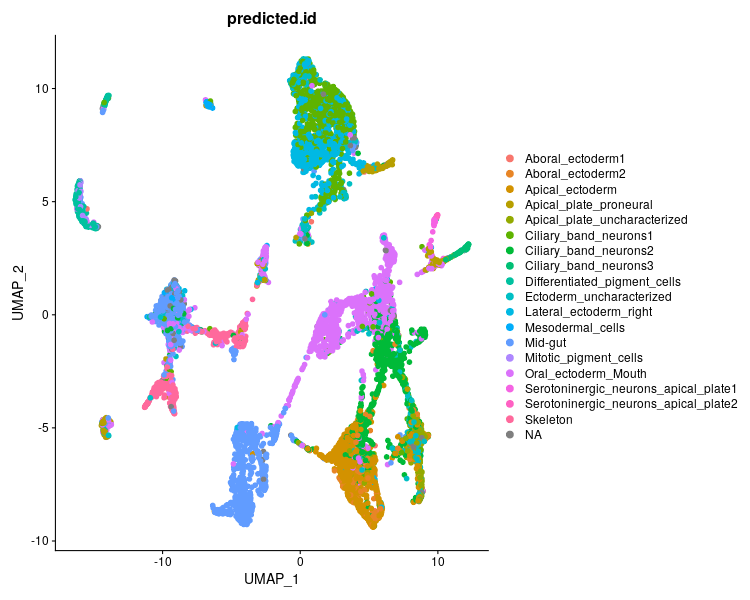 predicted.id
10
5
0
-5
-10
UMAP_2
-10
0
10
UMAP_1
Aboral_ectoderm1
Aboral_ectoderm2
Apical_ectoderm
Apical_plate_proneural
Apical_plate_uncharacterized
Ciliary_band_neurons1
Ciliary_band_neurons2
Ciliary_band_neurons3
Differentiated_pigment_cells
Ectoderm_uncharacterized
Lateral_ectoderm_right
Mesodermal_cells
Mid-gut
Mitotic_pigment_cells
Oral_ectoderm_Mouth
Serotoninergic_neurons_apical_plate1
Serotoninergic_neurons_apical_plate2
Skeleton
NA